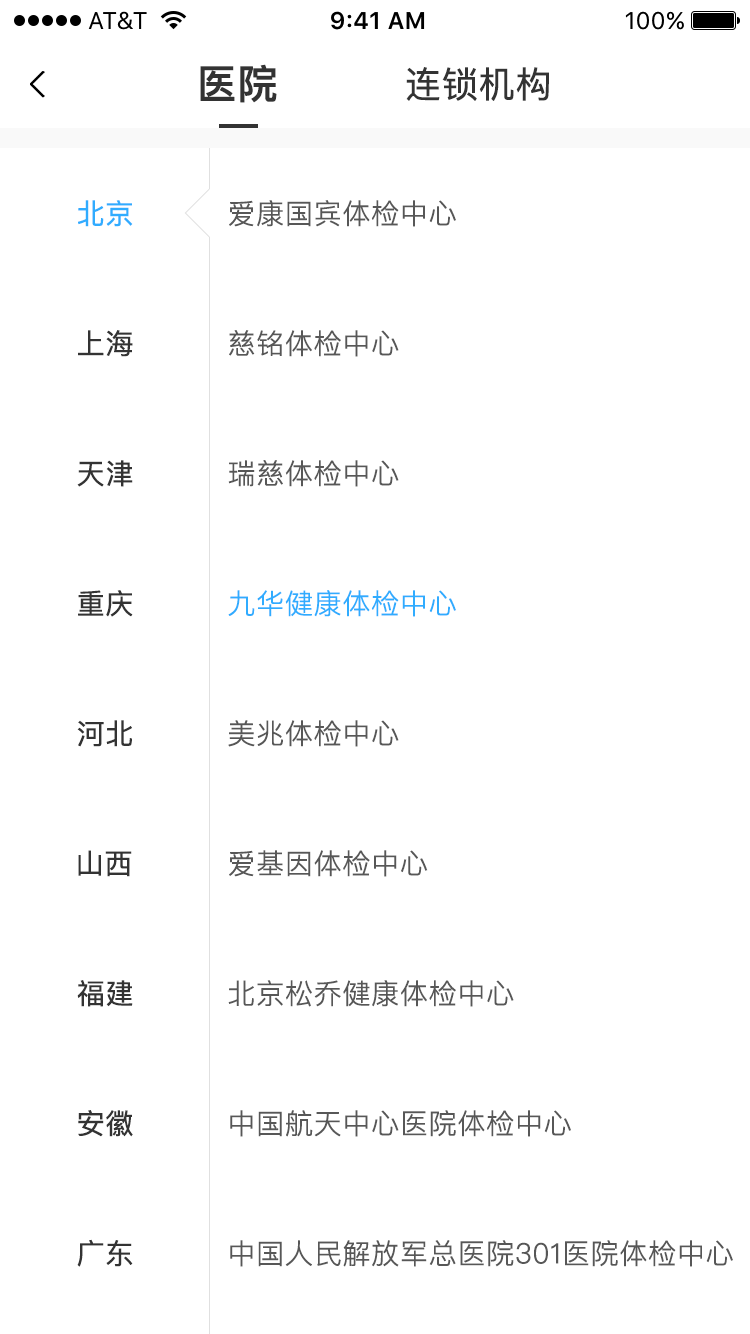 AT&T 9:41 AM 100%
医院 连锁机构
北京 爱康国宾体检中心
上海 慈铭体检中心
天津 瑞慈体检中心
重庆 九华健康体检中心
河北 美兆体检中心
山西 爱基因体检中心
福建 北京松乔健康体检中心
安徽 中国航天中心医院体检中心
广东 中国人民解放军总医院301医院体检中心